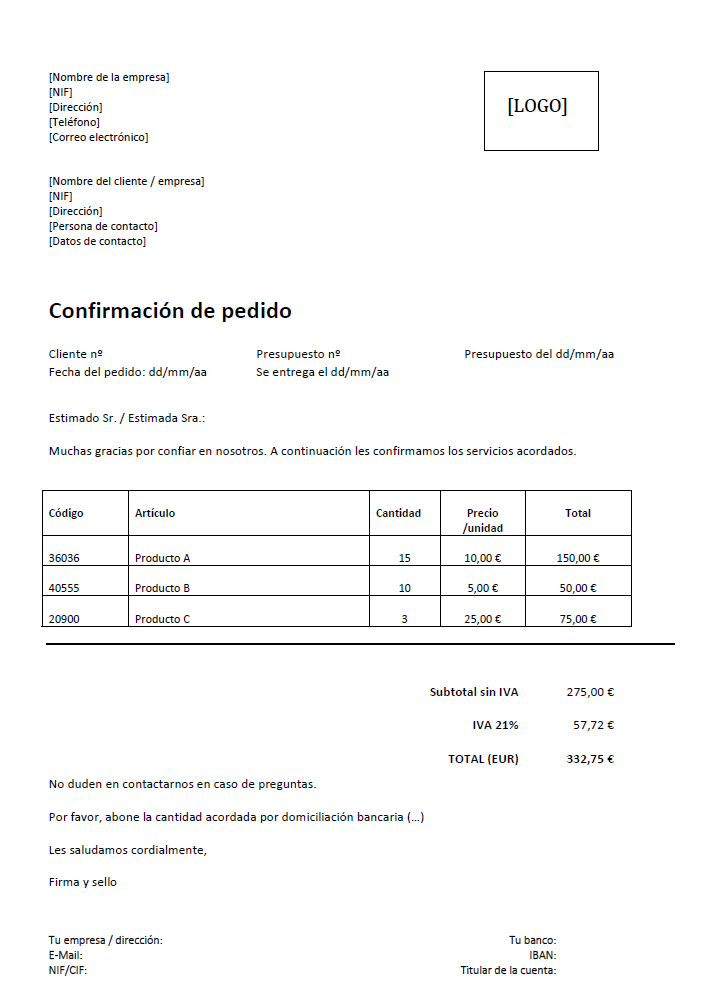 [Nombre de la empresa]
[NIF]
[Dirección]
[Teléfono]
[Correo electrónico]
[LOGO]
[Nombre del cliente / empresa]
[NIF]
[Dirección]
[Persona de contacto]
[Datos de contacto]
Confirmación de pedido
Cliente nº Presupuesto nº Presupuesto del dd/mm/aa
Fecha del pedido: dd/mm/aa Se entrega el dd/mm/aa
Estimado Sr. / Estimada Sra.:
Muchas gracias por confiar en nosotros. A continuación les confirmamos los servicios acordados.
Código Artículo Cantidad Precio /unidad Total
36036 Producto A 15 10,00 € 150,00 €
40555 Producto B 10 5,00 € 50,00 €
20900 Producto C 3 25,00 € 75,00 €
Subtotal sin IVA 275,00 €
IVA 21% 57,72 €
TOTAL (EUR) 332,75 €
No duden en contactarnos en caso de preguntas.
Por favor, abone la cantidad acordada por domiciliación bancaria (…)
Les saludamos cordialmente,
Firma y sello
Tu empresa / dirección: Tu banco:
E-Mail: IBAN:
NIF/CIF: Titular de la cuenta: